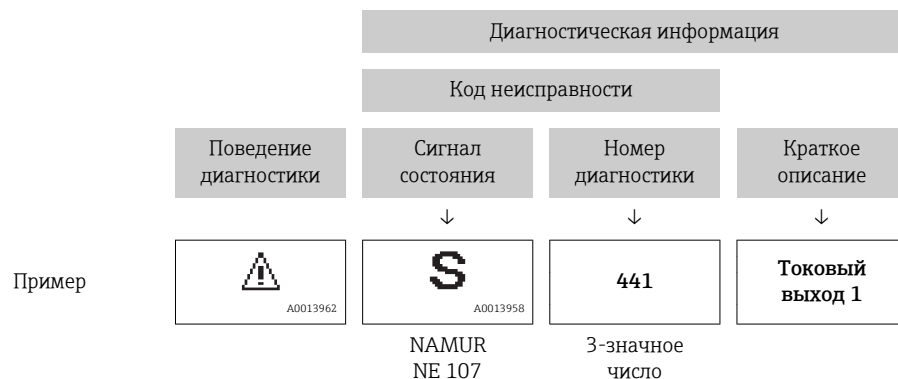 Диагностическая информация
Код неисправности
Поведение
диагностики
Сигнал
состояния
Номер
диагностики
Краткое
описание
↓ ↓ ↓
Пример
A0013962
S
A0013958
441
Токовый
выход 1
NAMUR
NE 107
3-значное
число